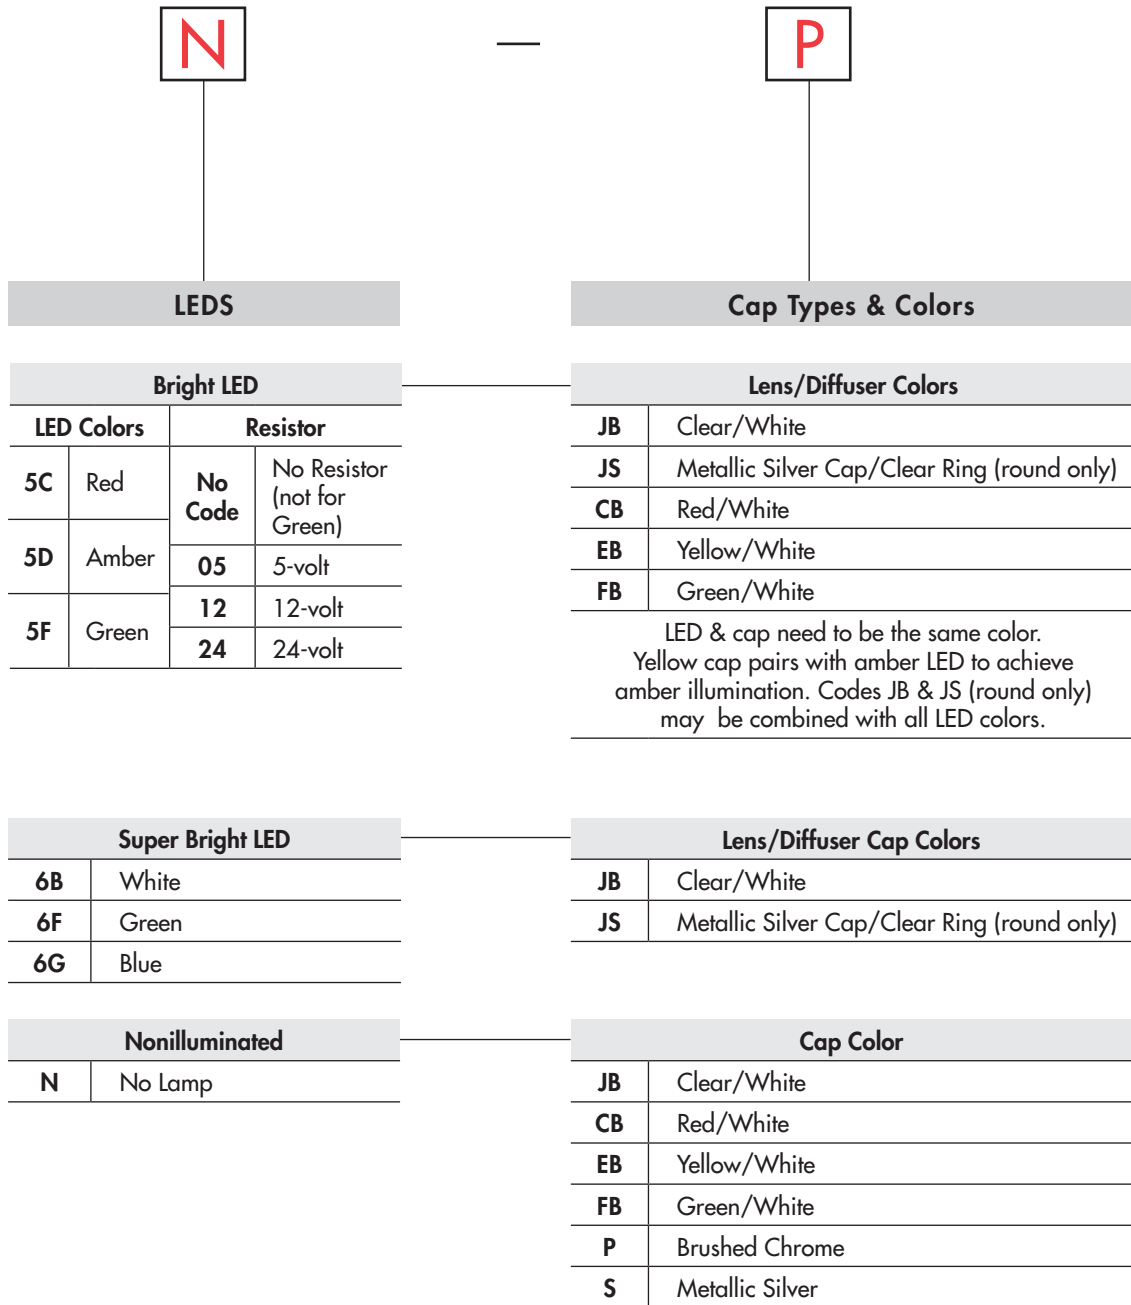 N — P
LEDS
Cap Types & Colors
Bright LED
LED Colors Resistor
5C Red
5D Amber
5F Green
No Code No Resistor
(not for
Green)
05 5-volt
12 12-volt
24 24-volt
Lens/Diffuser Colors
JB Clear/White
JS Metallic Silver Cap/Clear Ring (round only)
CB Red/White
EB Yellow/White
FB Green/White
LED & cap need to be the same color.
Yellow cap pairs with amber LED to achieve
amber illumination. Codes JB & JS (round only)
may be combined with all LED colors.
Super Bright LED
6B White
6F Green
6G Blue
Lens/Diffuser Cap Colors
JB Clear/White
JS Metallic Silver Cap/Clear Ring (round only)
Nonilluminated
N No Lamp
Cap Color
JB Clear/White
CB Red/White
EB Yellow/White
FB Green/White
P Brushed Chrome
S Metallic Silver